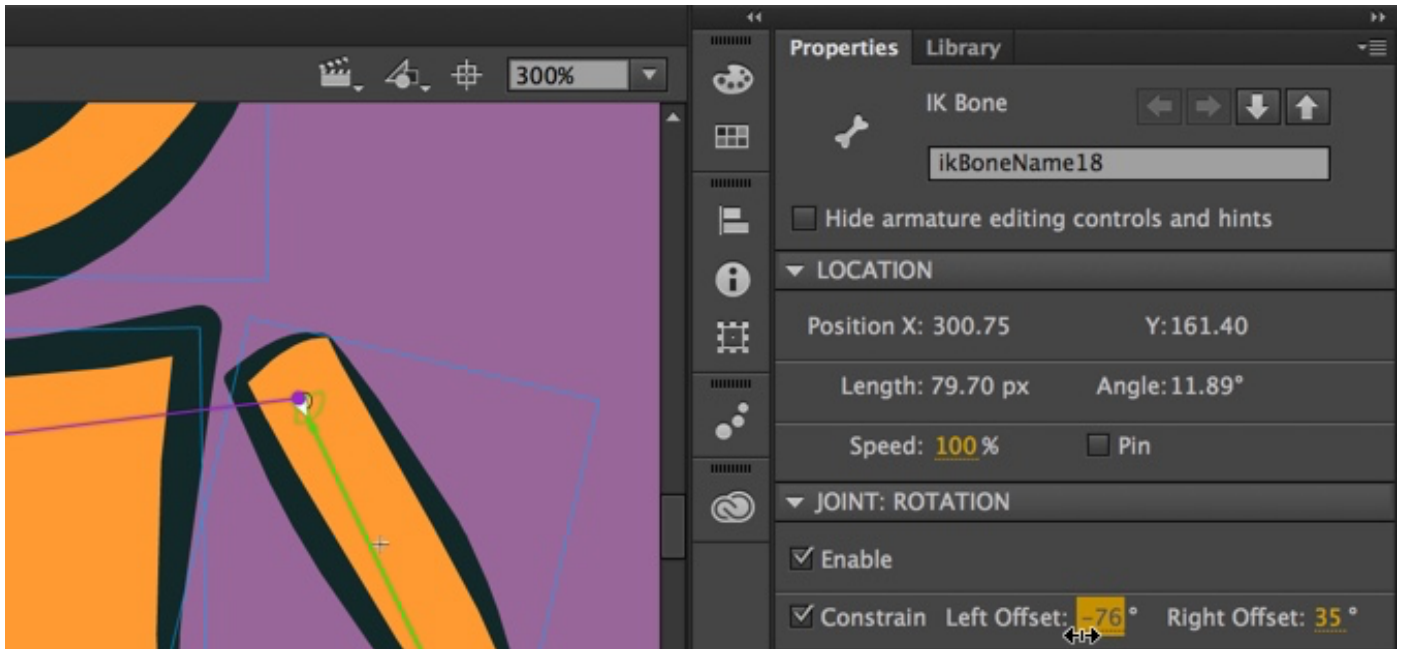 300%
Properties Library
IK Bone
ikBoneName18
Hide armature editing controls and hints
LOCATION
Position X: 300.75 Y: 161.40
Length: 79.70 px Angle: 11.89°
Speed: 100 % Pin
JOINT: ROTATION
Enable
Constrain Left Offset: -76 ° Right Offset: 35 °